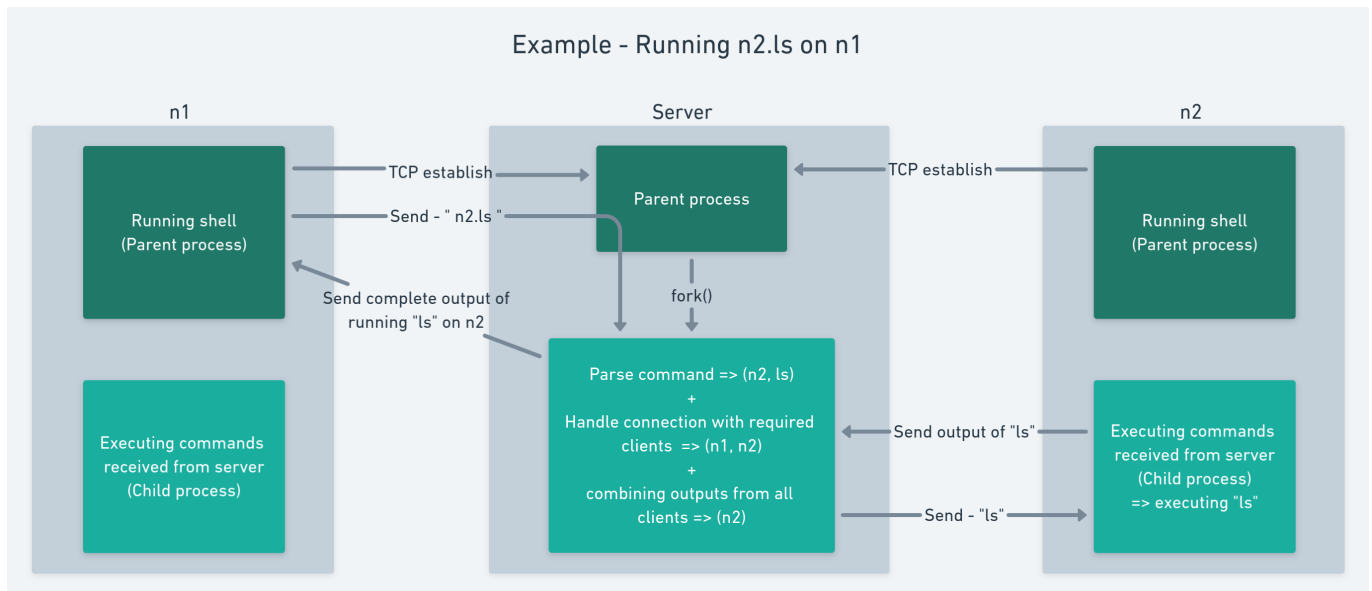 Example - Running n2.ls on n1
n1
Server
n2
Running shell
(Parent process)
TCP establish
Send - " n2.ls "
Send complete output of
running "ls" on n2
Executing commands
received from server
(Child process)
Parent process
fork()
Parse command => (n2, ls)
+
Handle connection with required
clients => (n1, n2)
+
combining outputs from all
clients => (n2)
TCP establish
Running shell
(Parent process)
Send output of "ls"
Send - "ls"
Executing commands
received from server
(Child process)
=> executing "ls"